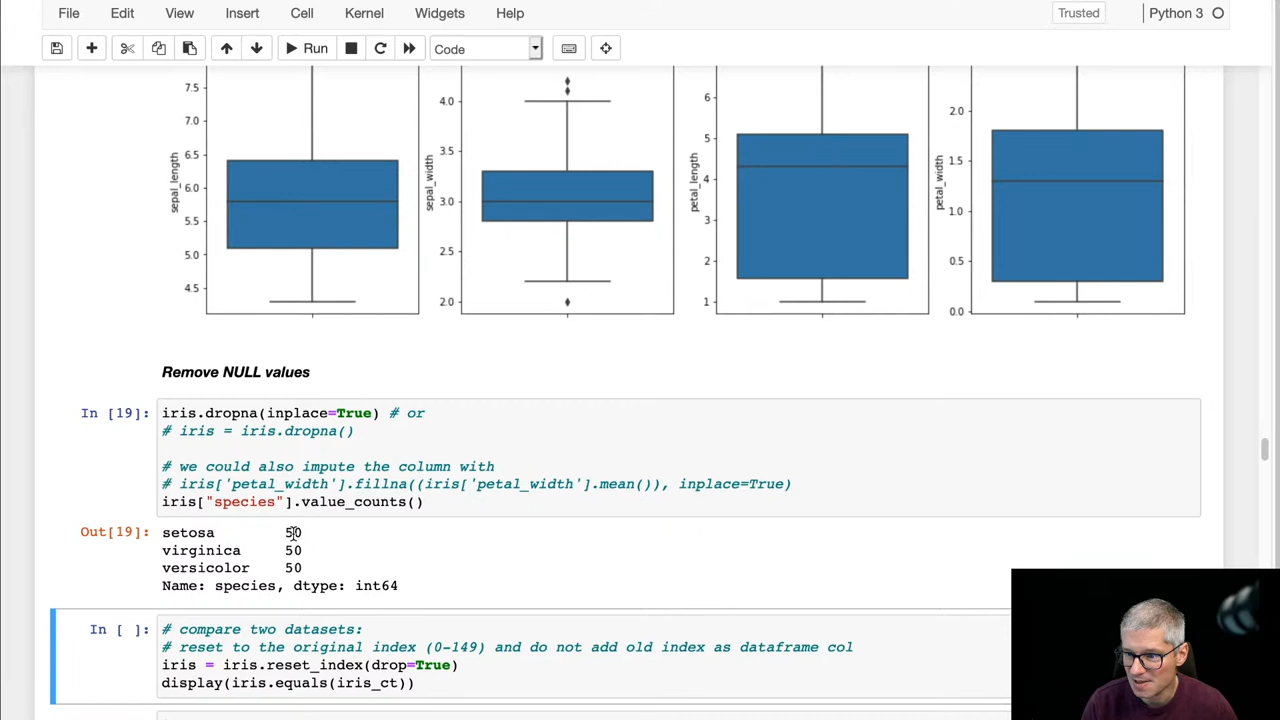 File Edit View Insert Cell Kernel Widgets Help Trusted Python 3
Run Code
7.5
7.0
6.5
6.0
5.5
5.0
4.5
sepal_length
4.0
3.5
3.0
2.5
2.0
sepal_width
6
5
4
3
2
1
petal_length
2.0
1.5
1.0
0.5
0.0
petal_width
Remove NULL values
In [19]: iris.dropna(inplace=True) # or
# iris = iris.dropna()
# we could also impute the column with
# iris['petal_width'].fillna((iris['petal_width'].mean()), inplace=True)
iris["species"].value_counts()
Out[19]: setosa 50
virginica 50
versicolor 50
Name: species, dtype: int64
In [ ]: # compare two datasets:
# reset to the original index (0-149) and do not add old index as dataframe col
iris = iris.reset_index(drop=True)
display(iris.equals(iris_ct))